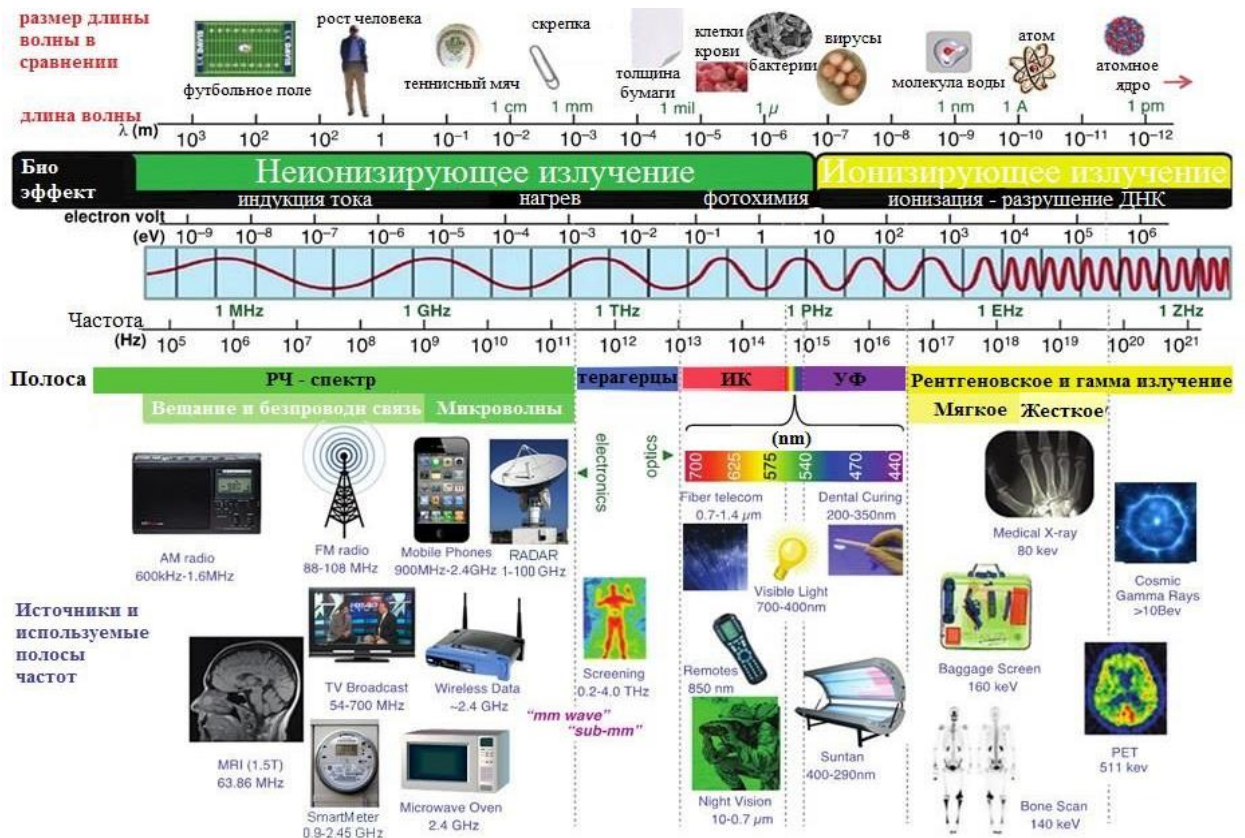 размер длины
волны в
сравнении
футбольное поле
рост человека
теннисный мяч
скрепка
толщина
бумаги
клетки
крови
бактерии
вирусы
молекула воды
атом
атомное
ядро
длина волны
1 cm 1 mm 1 mil 1 µ 1 nm 1 A 1 pm
λ (m) 10³ 10² 10² 1 10⁻¹ 10⁻² 10⁻³ 10⁻⁴ 10⁻⁵ 10⁻⁶ 10⁻⁷ 10⁻⁸ 10⁻⁹ 10⁻¹⁰ 10⁻¹¹ 10⁻¹²
Био
эффект
Неионизирующее излучение Ионизирующее излучение
индукция тока нагрев фотохимия ионизация - разрушение ДНК
electron volt
(eV) 10⁻⁹ 10⁻⁸ 10⁻⁷ 10⁻⁶ 10⁻⁵ 10⁻⁴ 10⁻³ 10⁻² 10⁻¹ 1 10 10² 10³ 10⁴ 10⁵ 10⁶
1 MHz 1 GHz 1 THz 1 PHz 1 EHz 1 ZHz
Частота
(Hz) 10⁵ 10⁶ 10⁷ 10⁸ 10⁹ 10¹⁰ 10¹¹ 10¹² 10¹³ 10¹⁴ 10¹⁵ 10¹⁶ 10¹⁷ 10¹⁸ 10¹⁹ 10²⁰ 10²¹
Полоса РЧ - спектр терагерцы ИК УФ Рентгеновское и гамма излучение
Вещание и безпроводн связь Микроволны Мягкое Жесткое
electronics
optics
(nm)
700 625 575 540 470 440
AM radio
600kHz-1.6MHz
FM radio
88-108 MHz
Mobile Phones
900MHz-2.4GHz
RADAR
1-100 GHz
Fiber telecom
0.7-1.4 µm
Dental Curing
200-350nm
Visible Light
700-400nm
Medical X-ray
80 kev
Cosmic
Gamma Rays
>10Bev
Источники и
используемые
полосы
частот
TV Broadcast
54-700 MHz
Wireless Data
~2.4 GHz
Screening
0.2-4.0 THz
"mm wave"
"sub-mm"
Remotes
850 nm
Baggage Screen
160 keV
MRI (1.5T)
63.86 MHz
SmartMeter
0.9-2.45 GHz
Microwave Oven
2.4 GHz
Night Vision
10-0.7 µm
Suntan
400-290nm
Bone Scan
140 keV
PET
511 kev